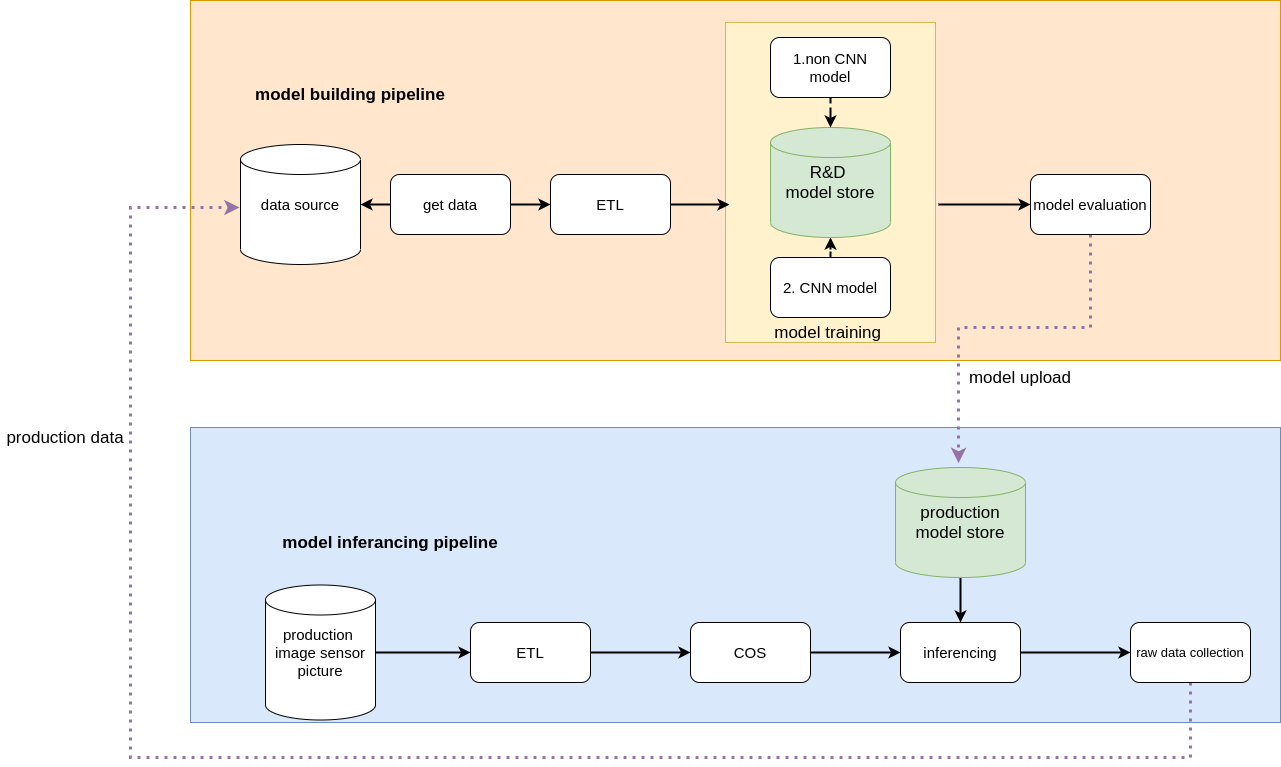 1.non CNN
model
model building pipeline
R&D
model store
data source
get data
ETL
model evaluation
2. CNN model
model training
model upload
production data
production
model store
model inferancing pipeline
production
image sensor
picture
ETL
COS
inferencing
raw data collection